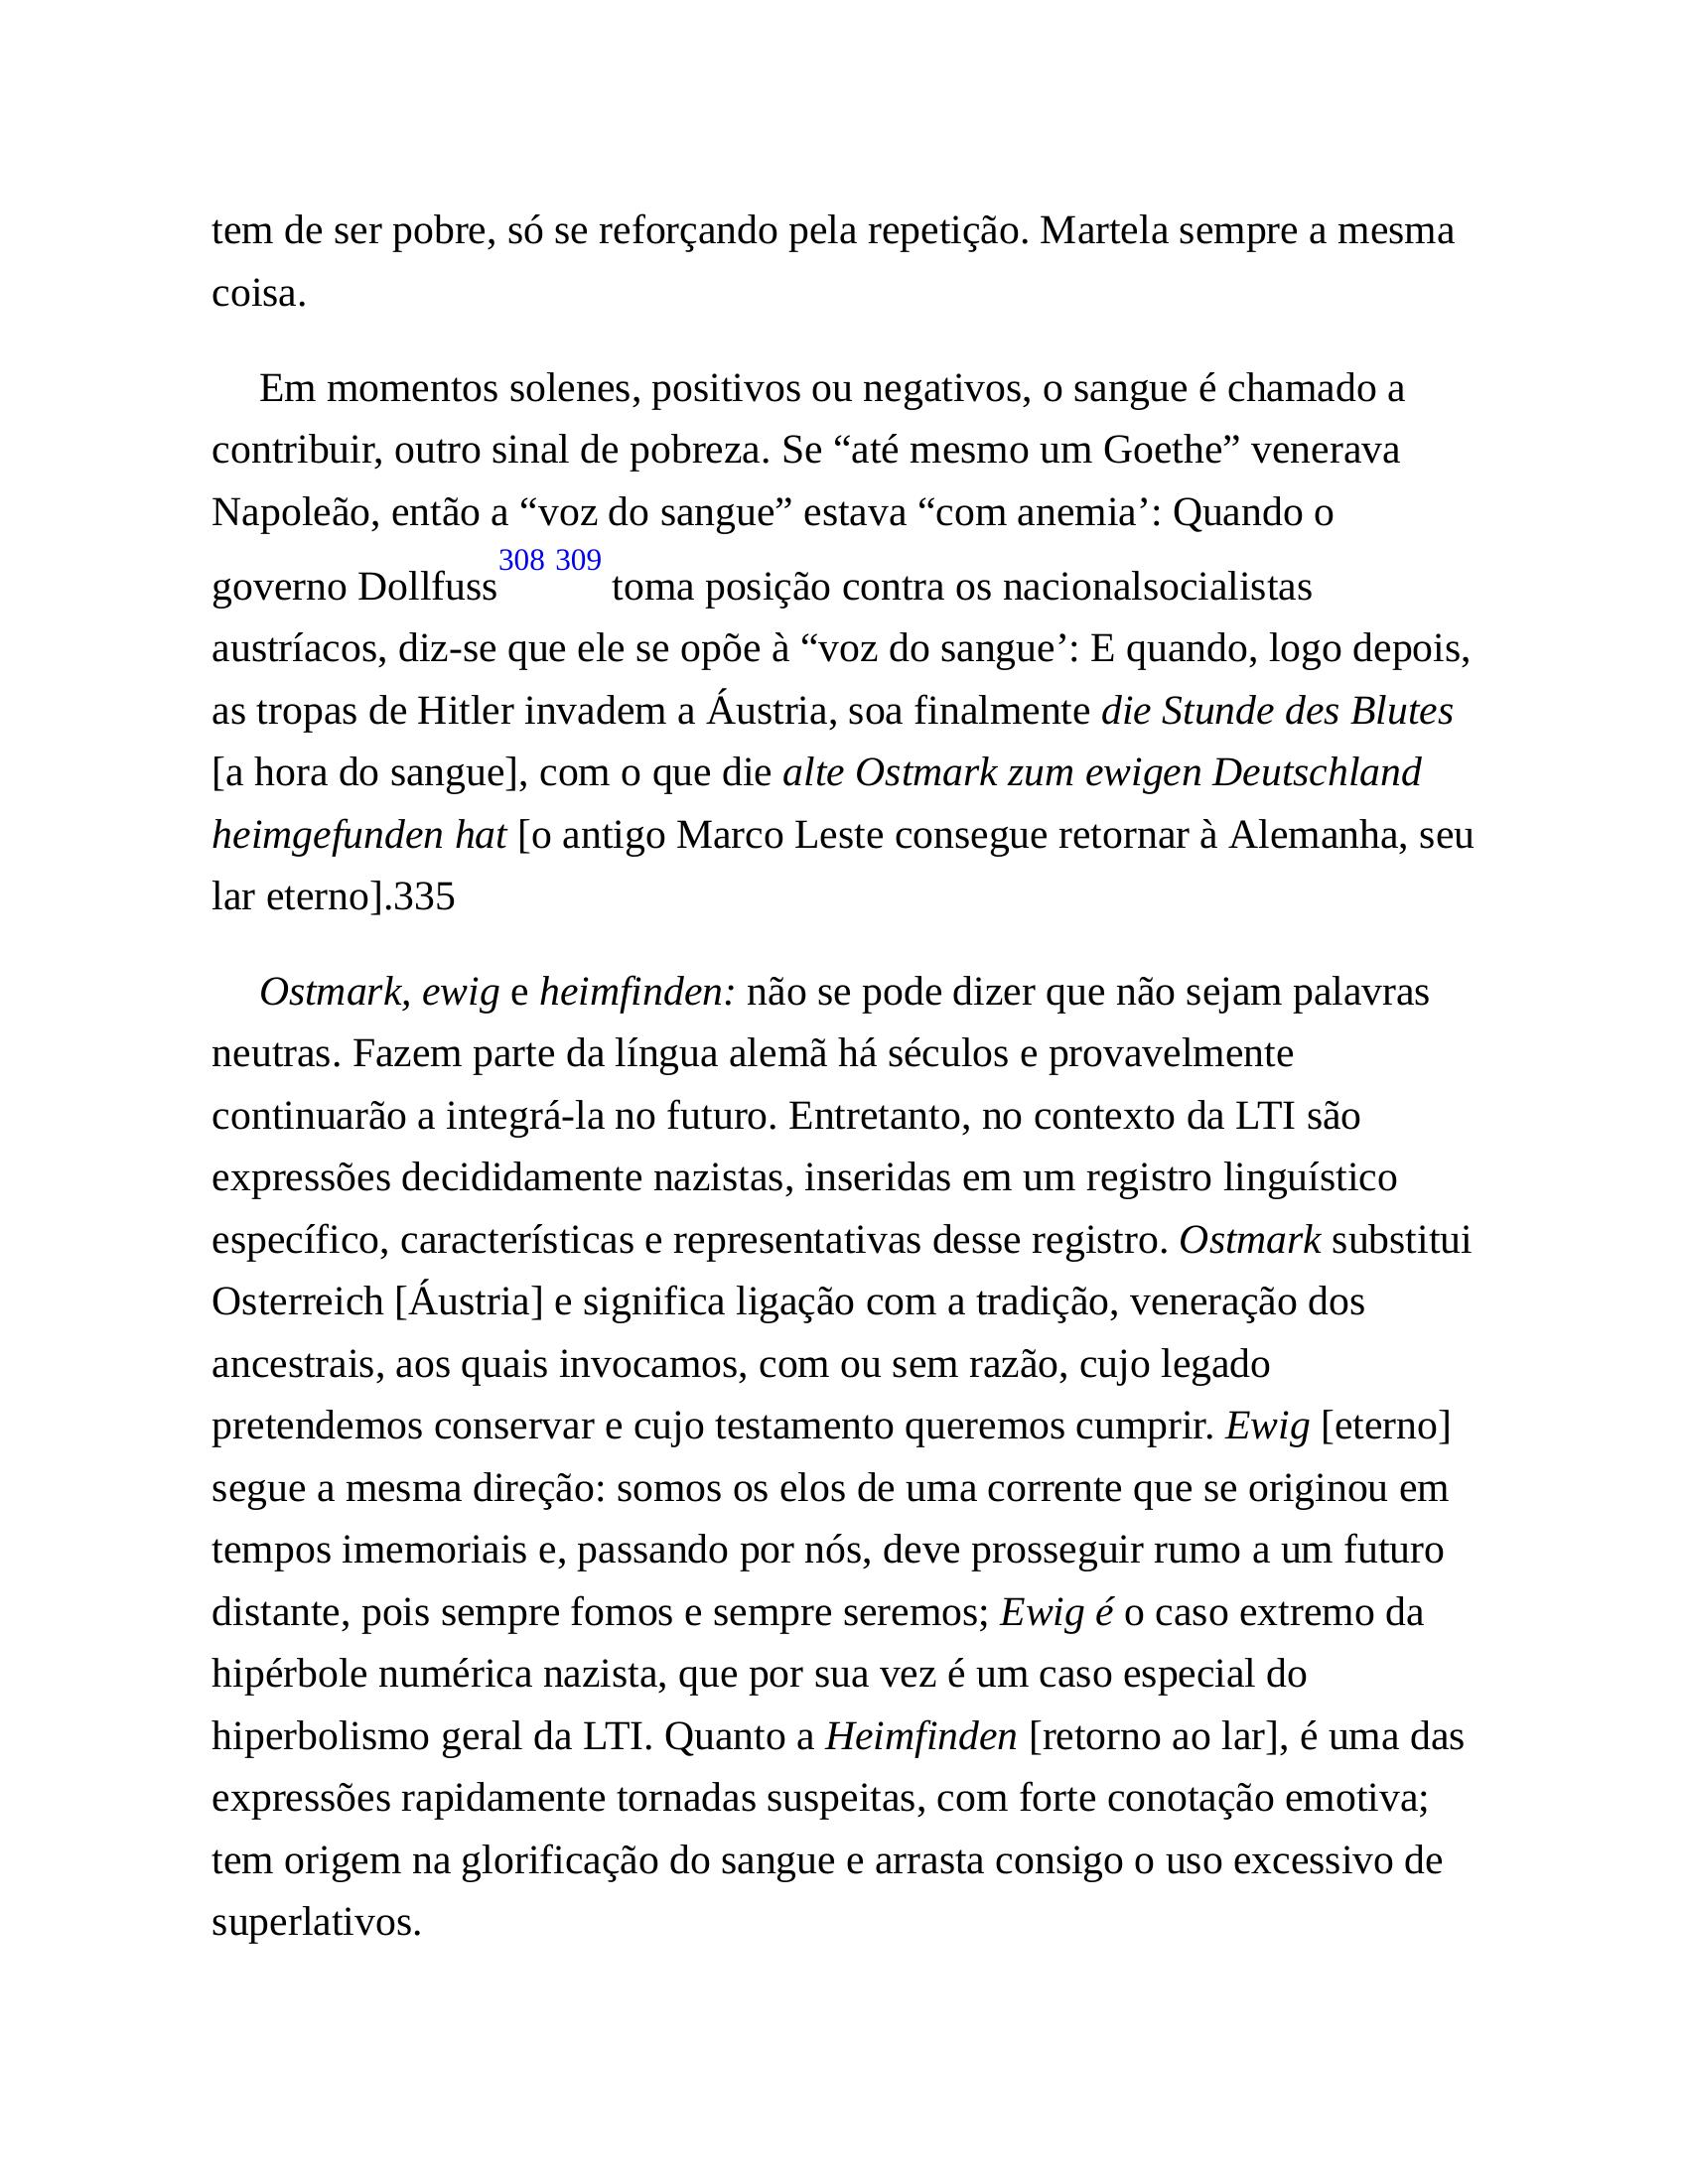 tem de ser pobre, só se reforçando pela repetição. Martela sempre a mesma
coisa.
Em momentos solenes, positivos ou negativos, o sangue é chamado a
contribuir, outro sinal de pobreza. Se “até mesmo um Goethe” venerava
Napoleão, então a “voz do sangue” estava “com anemia’: Quando o
governo Dollfuss308 309 toma posição contra os nacionalsocialistas
austríacos, diz-se que ele se opõe à “voz do sangue’: E quando, logo depois,
as tropas de Hitler invadem a Áustria, soa finalmente die Stunde des Blutes
[a hora do sangue], com o que die alte Ostmark zum ewigen Deutschland
heimgefunden hat [o antigo Marco Leste consegue retornar à Alemanha, seu
lar eterno].335
Ostmark, ewig e heimfinden: não se pode dizer que não sejam palavras
neutras. Fazem parte da língua alemã há séculos e provavelmente
continuarão a integrá-la no futuro. Entretanto, no contexto da LTI são
expressões decididamente nazistas, inseridas em um registro linguístico
específico, características e representativas desse registro. Ostmark substitui
Osterreich [Áustria] e significa ligação com a tradição, veneração dos
ancestrais, aos quais invocamos, com ou sem razão, cujo legado
pretendemos conservar e cujo testamento queremos cumprir. Ewig [eterno]
segue a mesma direção: somos os elos de uma corrente que se originou em
tempos imemoriais e, passando por nós, deve prosseguir rumo a um futuro
distante, pois sempre fomos e sempre seremos; Ewig é o caso extremo da
hipérbole numérica nazista, que por sua vez é um caso especial do
hiperbolismo geral da LTI. Quanto a Heimfinden [retorno ao lar], é uma das
expressões rapidamente tornadas suspeitas, com forte conotação emotiva;
tem origem na glorificação do sangue e arrasta consigo o uso excessivo de
superlativos.